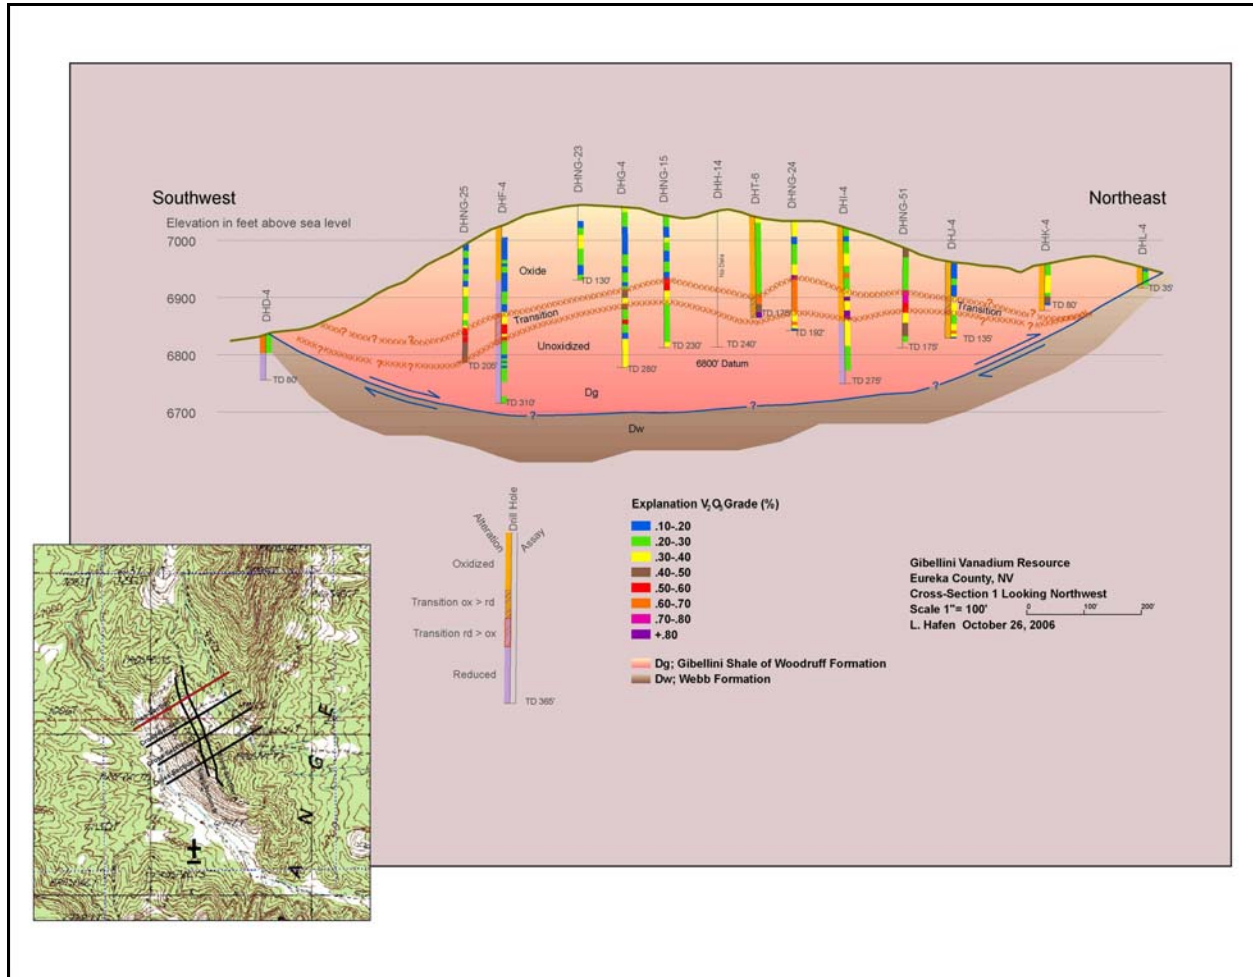 Southwest
Northeast
Elevation in feet above sea level
7000
6900
6800
6700
DHD-4
DHNG-25
DHF-4
DHNG-23
DHG-4
DHNG-15
DHH-14
DHT-6
DHNG-24
DHI-4
DHNG-51
DHJ-4
DHK-4
DHL-4
Oxide
No Data
Transition
Transition
Unoxidized
6800' Datum
TD 80'
TD 205'
TD 310'
TD 130'
TD 280'
TD 230'
TD 240'
TD 192'
TD 275'
TD 175'
TD 135'
TD 80'
TD 35'
?
?
?
?
?
?
?
?
?
?
Dg
Dw
Alteration
Drill Hole
Assay
Oxidized
Transition ox > rd
Transition rd > ox
Reduced
TD 365'
Explanation V2O5Grade (%)
.10-.20
.20-.30
.30-.40
.40-.50
.50-.60
.60-.70
.70-.80
+.80
Dg; Gibellini Shale of Woodruff Formation
Dw; Webb Formation
Gibellini Vanadium Resource
Eureka County, NV
Cross-Section 1 Looking Northwest
Scale 1"= 100'
0 100' 200'
L. Hafen October 26, 2006
A N G E